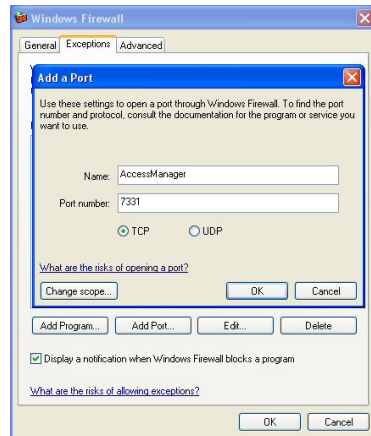 Windows Firewall
General Exceptions Advanced
Add a Port
Use these settings to open a port through Windows Firewall. To find the port
number and protocol, consult the documentation for the program or service you
want to use.
Name: AccessManager
Port number: 7331
TCP UDP
What are the risks of opening a port?
Change scope... OK Cancel
Add Program... Add Port... Edit... Delete
Display a notification when Windows Firewall blocks a program
What are the risks of allowing exceptions?
OK Cancel